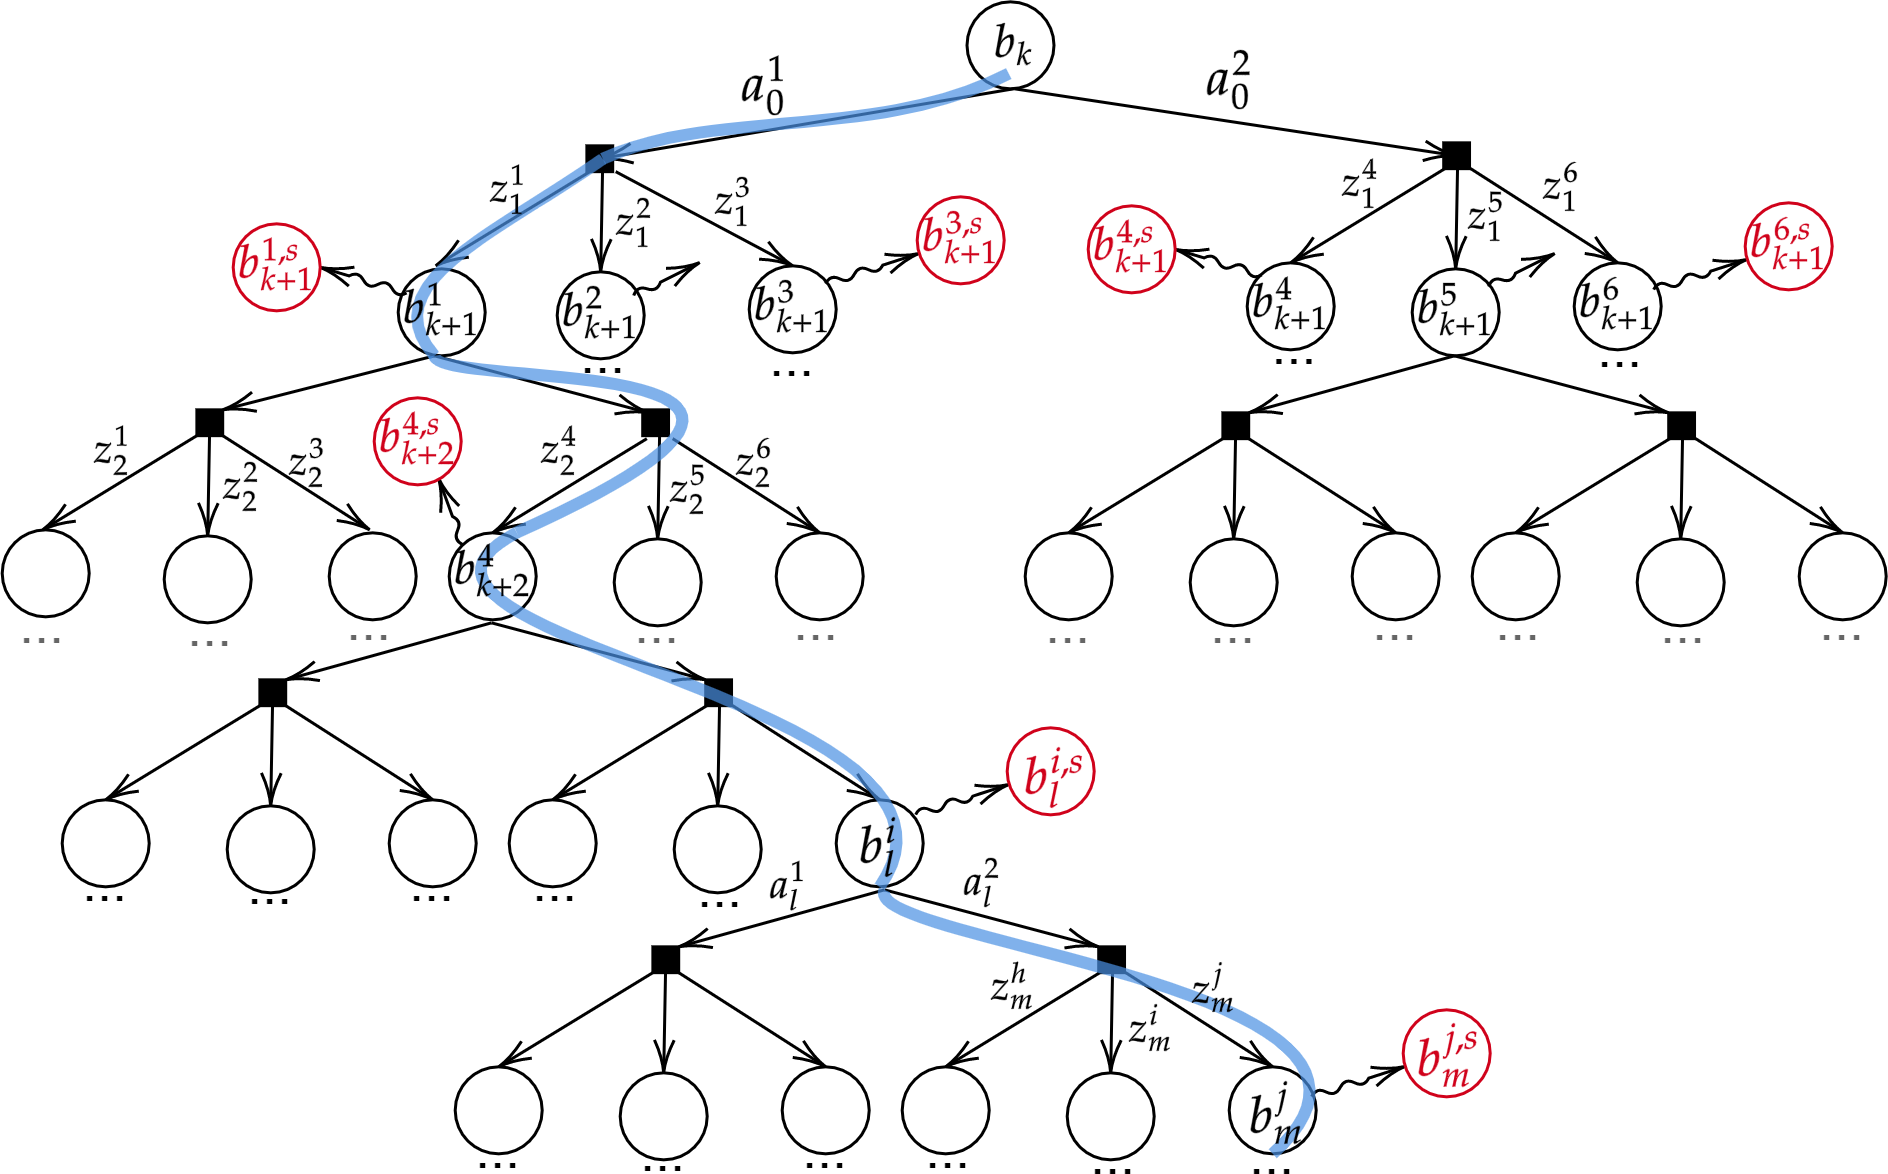 b_k
a_0^1
a_0^2
z_1^1
z_1^2
z_1^3
z_1^4
z_1^5
z_1^6
b_{k+1}^{1,s}
b_{k+1}^{3,s}
b_{k+1}^{4,s}
b_{k+1}^{6,s}
b_{k+1}^1
b_{k+1}^2
b_{k+1}^3
b_{k+1}^4
b_{k+1}^5
b_{k+1}^6
... ... ... ...
b_{k+2}^{4,s}
z_2^1
z_2^2
z_2^3
z_2^4
z_2^5
z_2^6
b_{k+2}^4
... ... ... ... ... ... ... ... ... ... ...
b_l^{i,s}
b_l^i
... ... ... ... ...
a_l^1
a_l^2
z_m^h
z_m^i
z_m^j
b_m^{j,s}
b_m^j
... ... ... ... ... ...